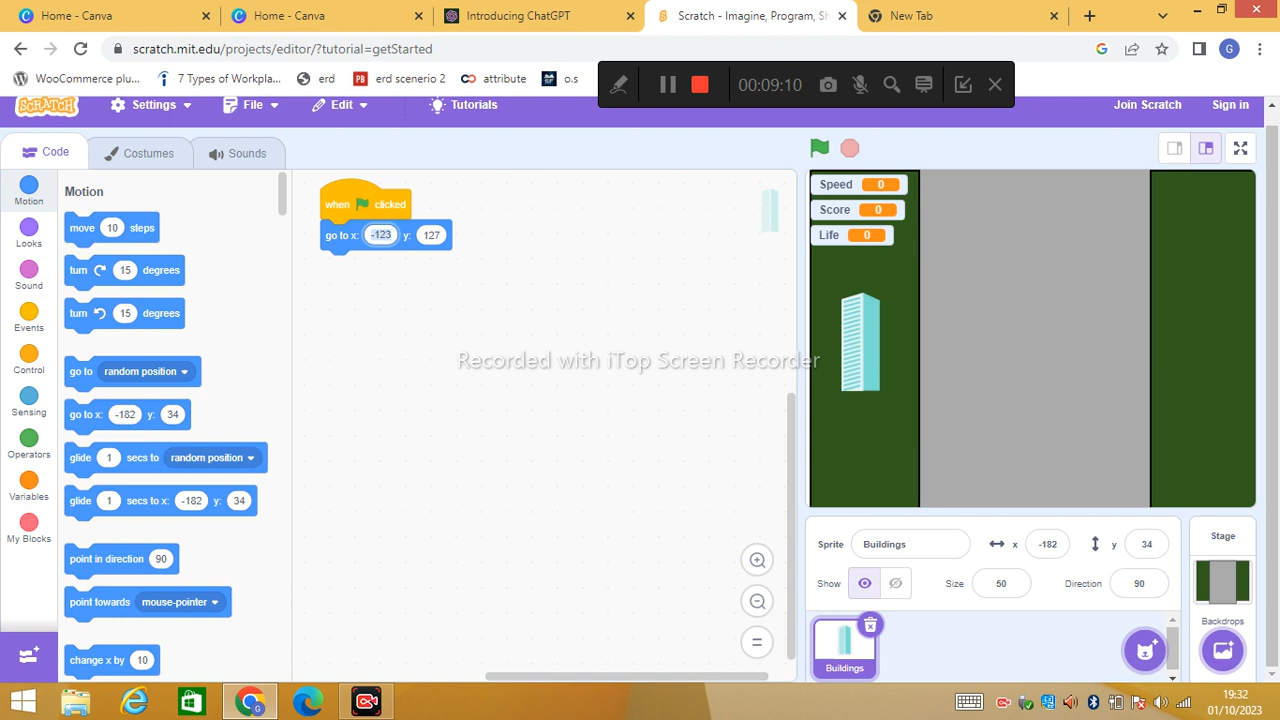 Home - Canva
Home - Canva
Introducing ChatGPT
Scratch - Imagine, Program, Sh
New Tab
scratch.mit.edu/projects/editor/?tutorial=getStarted
G
WooCommerce plu...
7 Types of Workpla...
erd
PB
erd scenerio 2
attribute
o.s
00:09:10
SCRATCH
Settings
File
Edit
Tutorials
Join Scratch
Sign in
Code
Costumes
Sounds
Motion
Looks
Sound
Events
Control
Sensing
Operators
Variables
My Blocks
Motion
move 10 steps
turn 15 degrees
turn 15 degrees
go to random position
go to x: -182 y: 34
glide 1 secs to random position
glide 1 secs to x: -182 y: 34
point in direction 90
point towards mouse-pointer
change x by 10
when clicked
go to x: -123 y: 127
Recorded with iTop Screen Recorder
Speed 0
Score 0
Life 0
Sprite Buildings x -182 y 34
Show Size 50 Direction 90
Buildings
Stage
Backdrops
G
19:32
01/10/2023